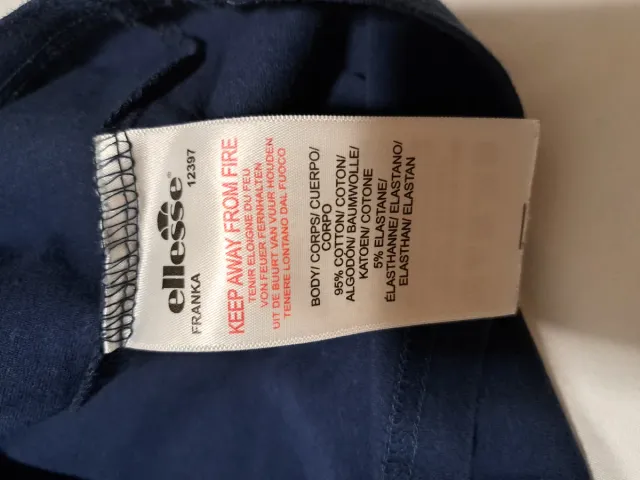 ellesse®
FRANKA 12397
KEEP AWAY FROM FIRE
TENIR ELOIGNE DU FEU
VON FEUER FERNHALTEN
UIT DE BUURT VAN VUUR HOUDEN
TENERE LONTANO DAL FUOCO
BODY/ CORPS/ CUERPO/
CORPO
95% COTTON/ COTON/
ALGODÓN/ BAUMWOLLE/
KATOEN/ COTONE
5% ELASTANE/
ÉLASTHANNE/ ELASTANO/
ELASTHAN/ ELASTAN